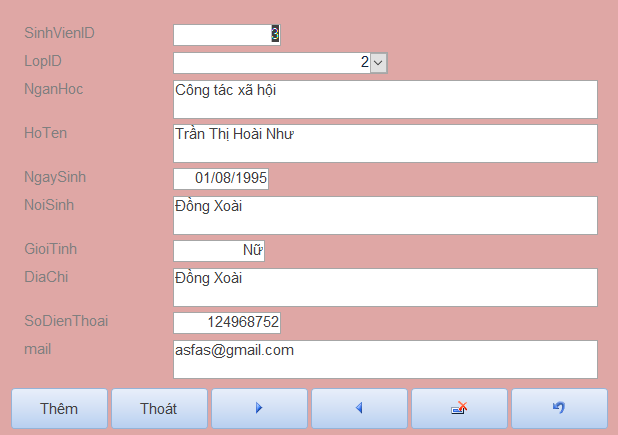 SinhVienID 3
LopID 2
NganHoc Công tác xã hội
HoTen Trần Thị Hoài Như
NgaySinh 01/08/1995
NoiSinh Đồng Xoài
GioiTinh Nữ
DiaChi Đồng Xoài
SoDienThoai 124968752
mail asfas@gmail.com
Thêm Thoát